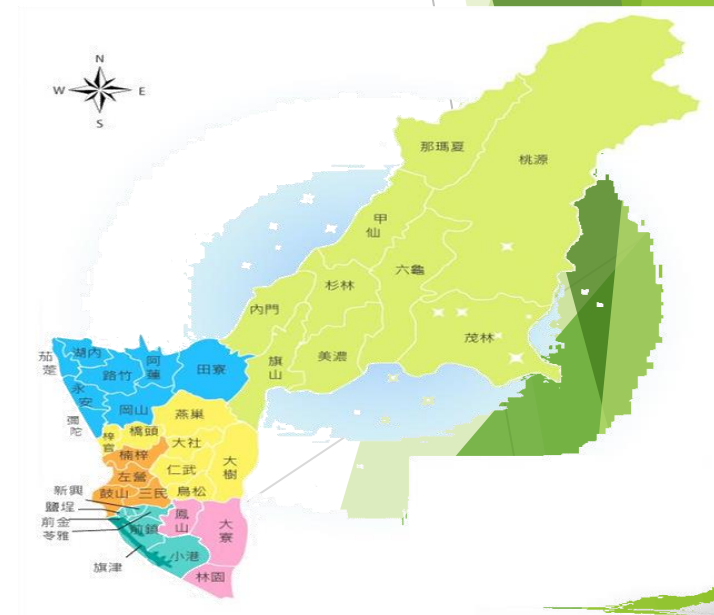 N
W E
S
那瑪夏
桃源
甲仙
六龜
杉林
內門
茂林
美濃
旗山
茄萣
湖內
路竹
阿蓮
田寮
永安
岡山
彌陀
燕巢
梓官
橋頭
大社
楠梓
大樹
仁武
左營
鼓山
三民
鳥松
新興
鹽埕
前金
苓雅
前鎮
鳳山
大寮
小港
旗津
林園